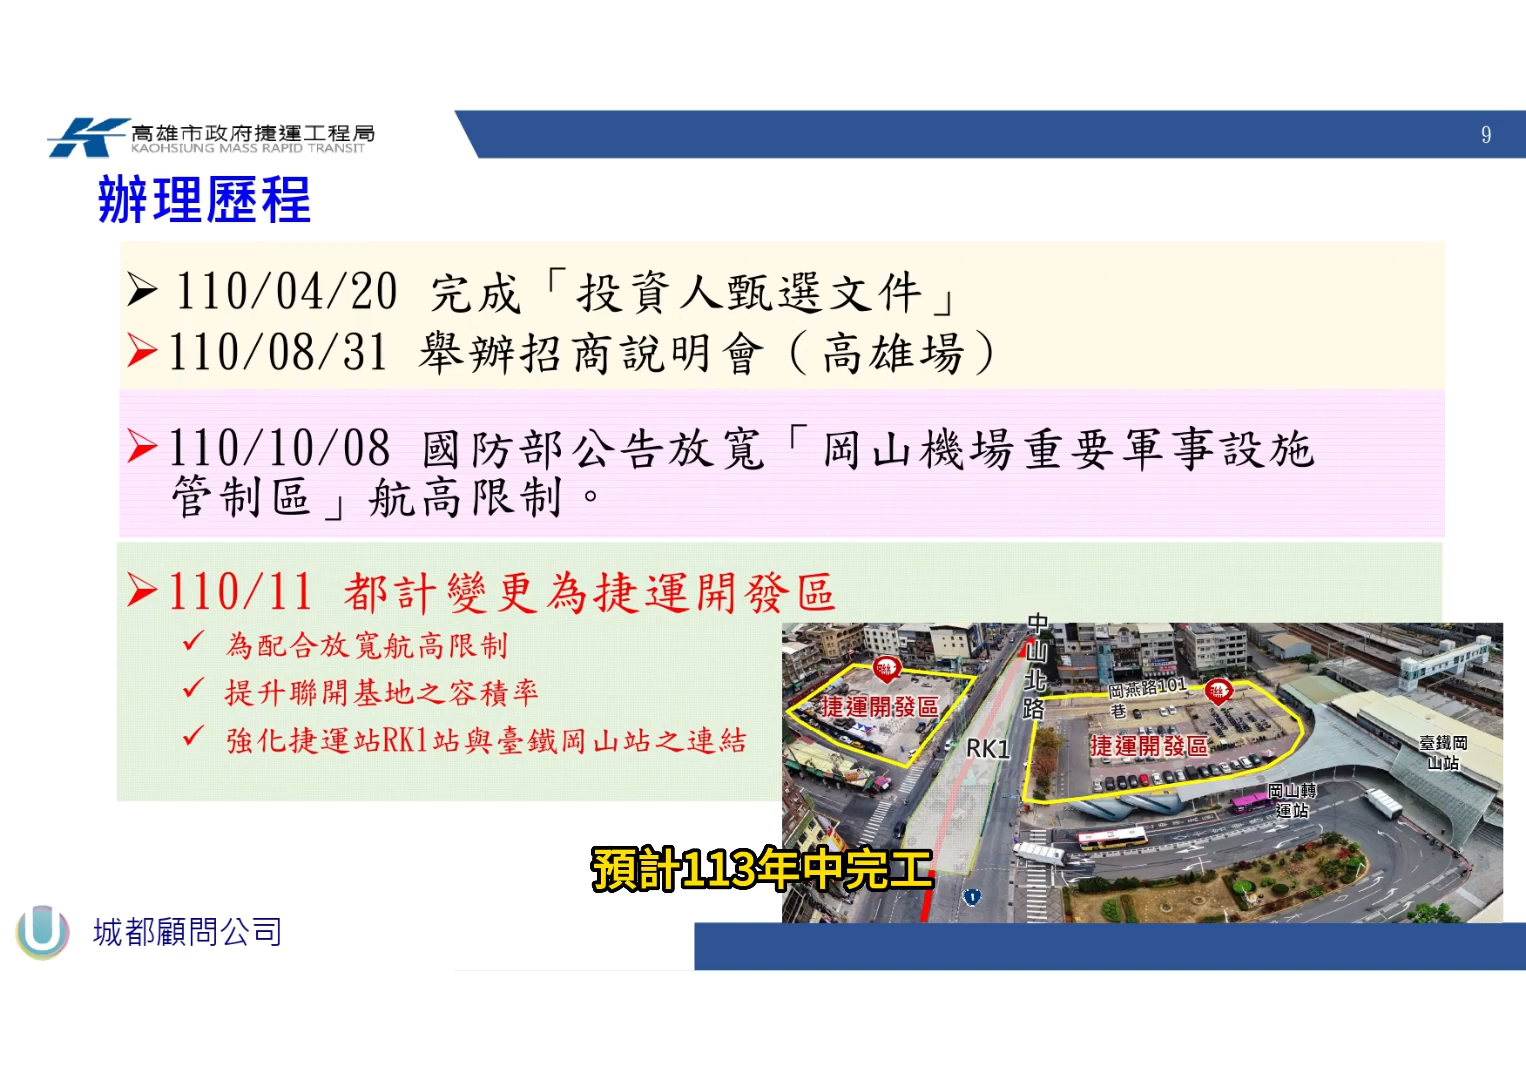 高雄市政府捷運工程局
KAOHSIUNG MASS RAPID TRANSIT
9
辦理歷程
110/04/20 完成「投資人甄選文件」
110/08/31 舉辦招商說明會（高雄場）
110/10/08 國防部公告放寬「岡山機場重要軍事設施
管制區」航高限制。
110/11 都計變更為捷運開發區
為配合放寬航高限制
提升聯開基地之容積率
強化捷運站RK1站與臺鐵岡山站之連結
中山北路
聯1
捷運開發區
RK1
岡燕路101
巷
聯2
捷運開發區
臺鐵岡
山站
岡山轉
運站
1
預計113年中完工
城都顧問公司